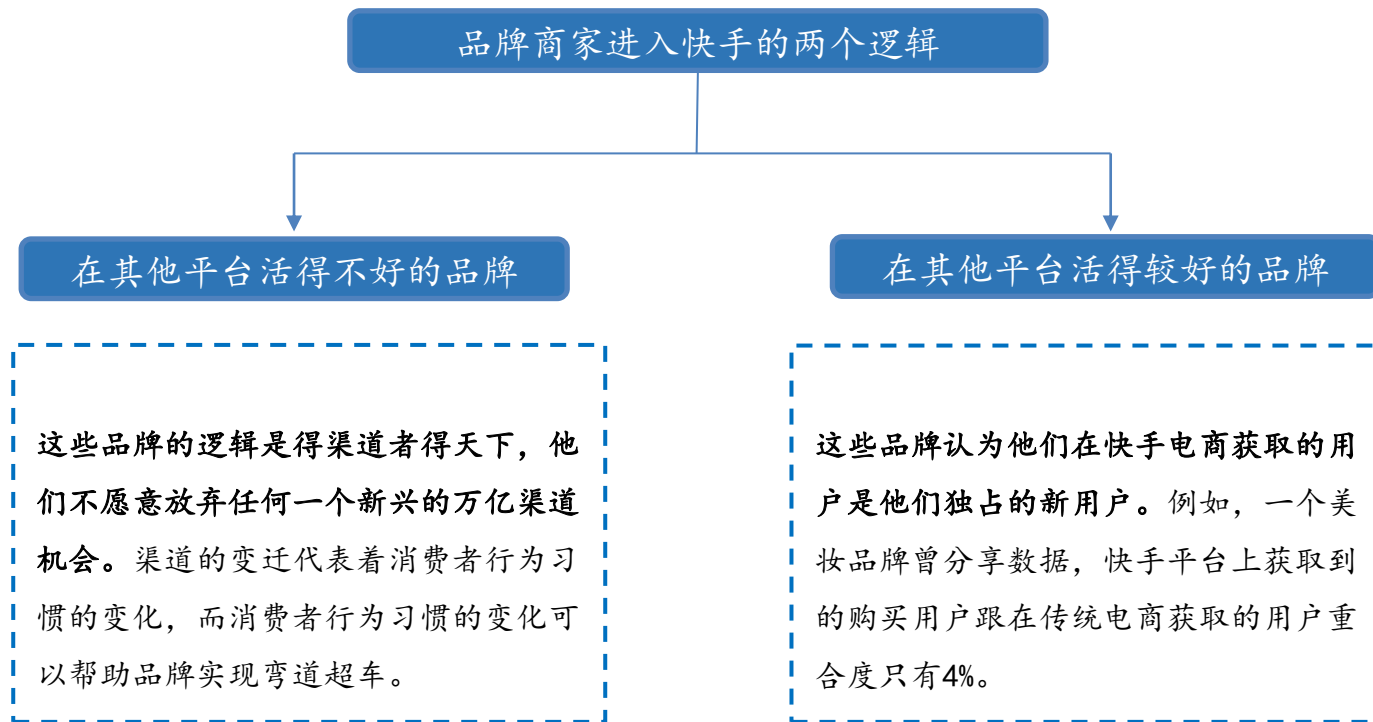 品牌商家进入快手的两个逻辑
在其他平台活得不好的品牌
在其他平台活得较好的品牌
这些品牌的逻辑是得渠道者得天下，他
们不愿意放弃任何一个新兴的万亿渠道
机会。渠道的变迁代表着消费者行为习
惯的变化，而消费者行为习惯的变化可
以帮助品牌实现弯道超车。
这些品牌认为他们在快手电商获取的用
户是他们独占的新用户。例如，一个美
妆品牌曾分享数据，快手平台上获取到
的购买用户跟在传统电商获取的用户重
合度只有4%。